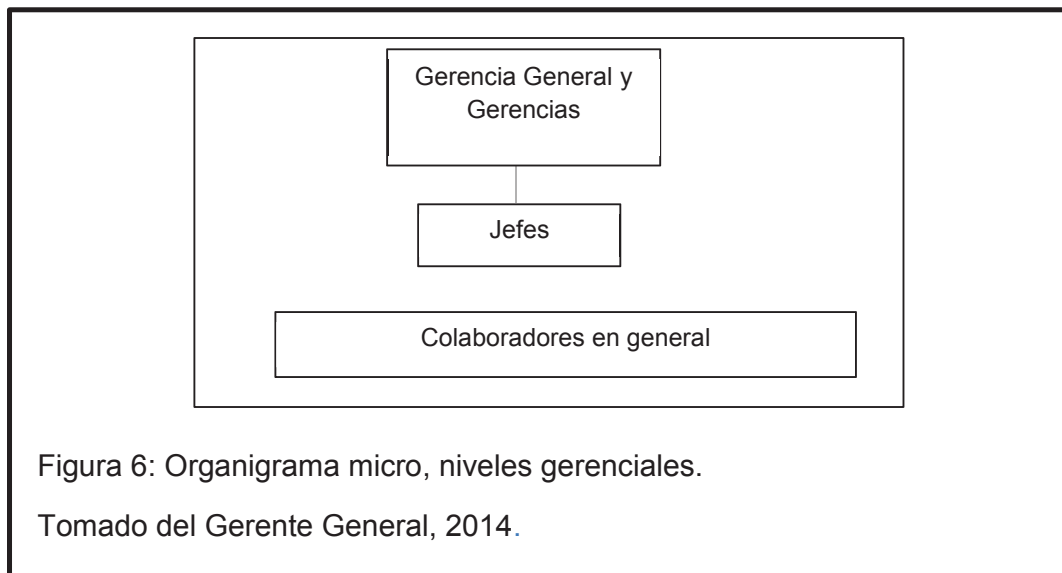 Gerencia General y
Gerencias
Jefes
Colaboradores en general
Figura 6: Organigrama micro, niveles gerenciales.
Tomado del Gerente General, 2014.